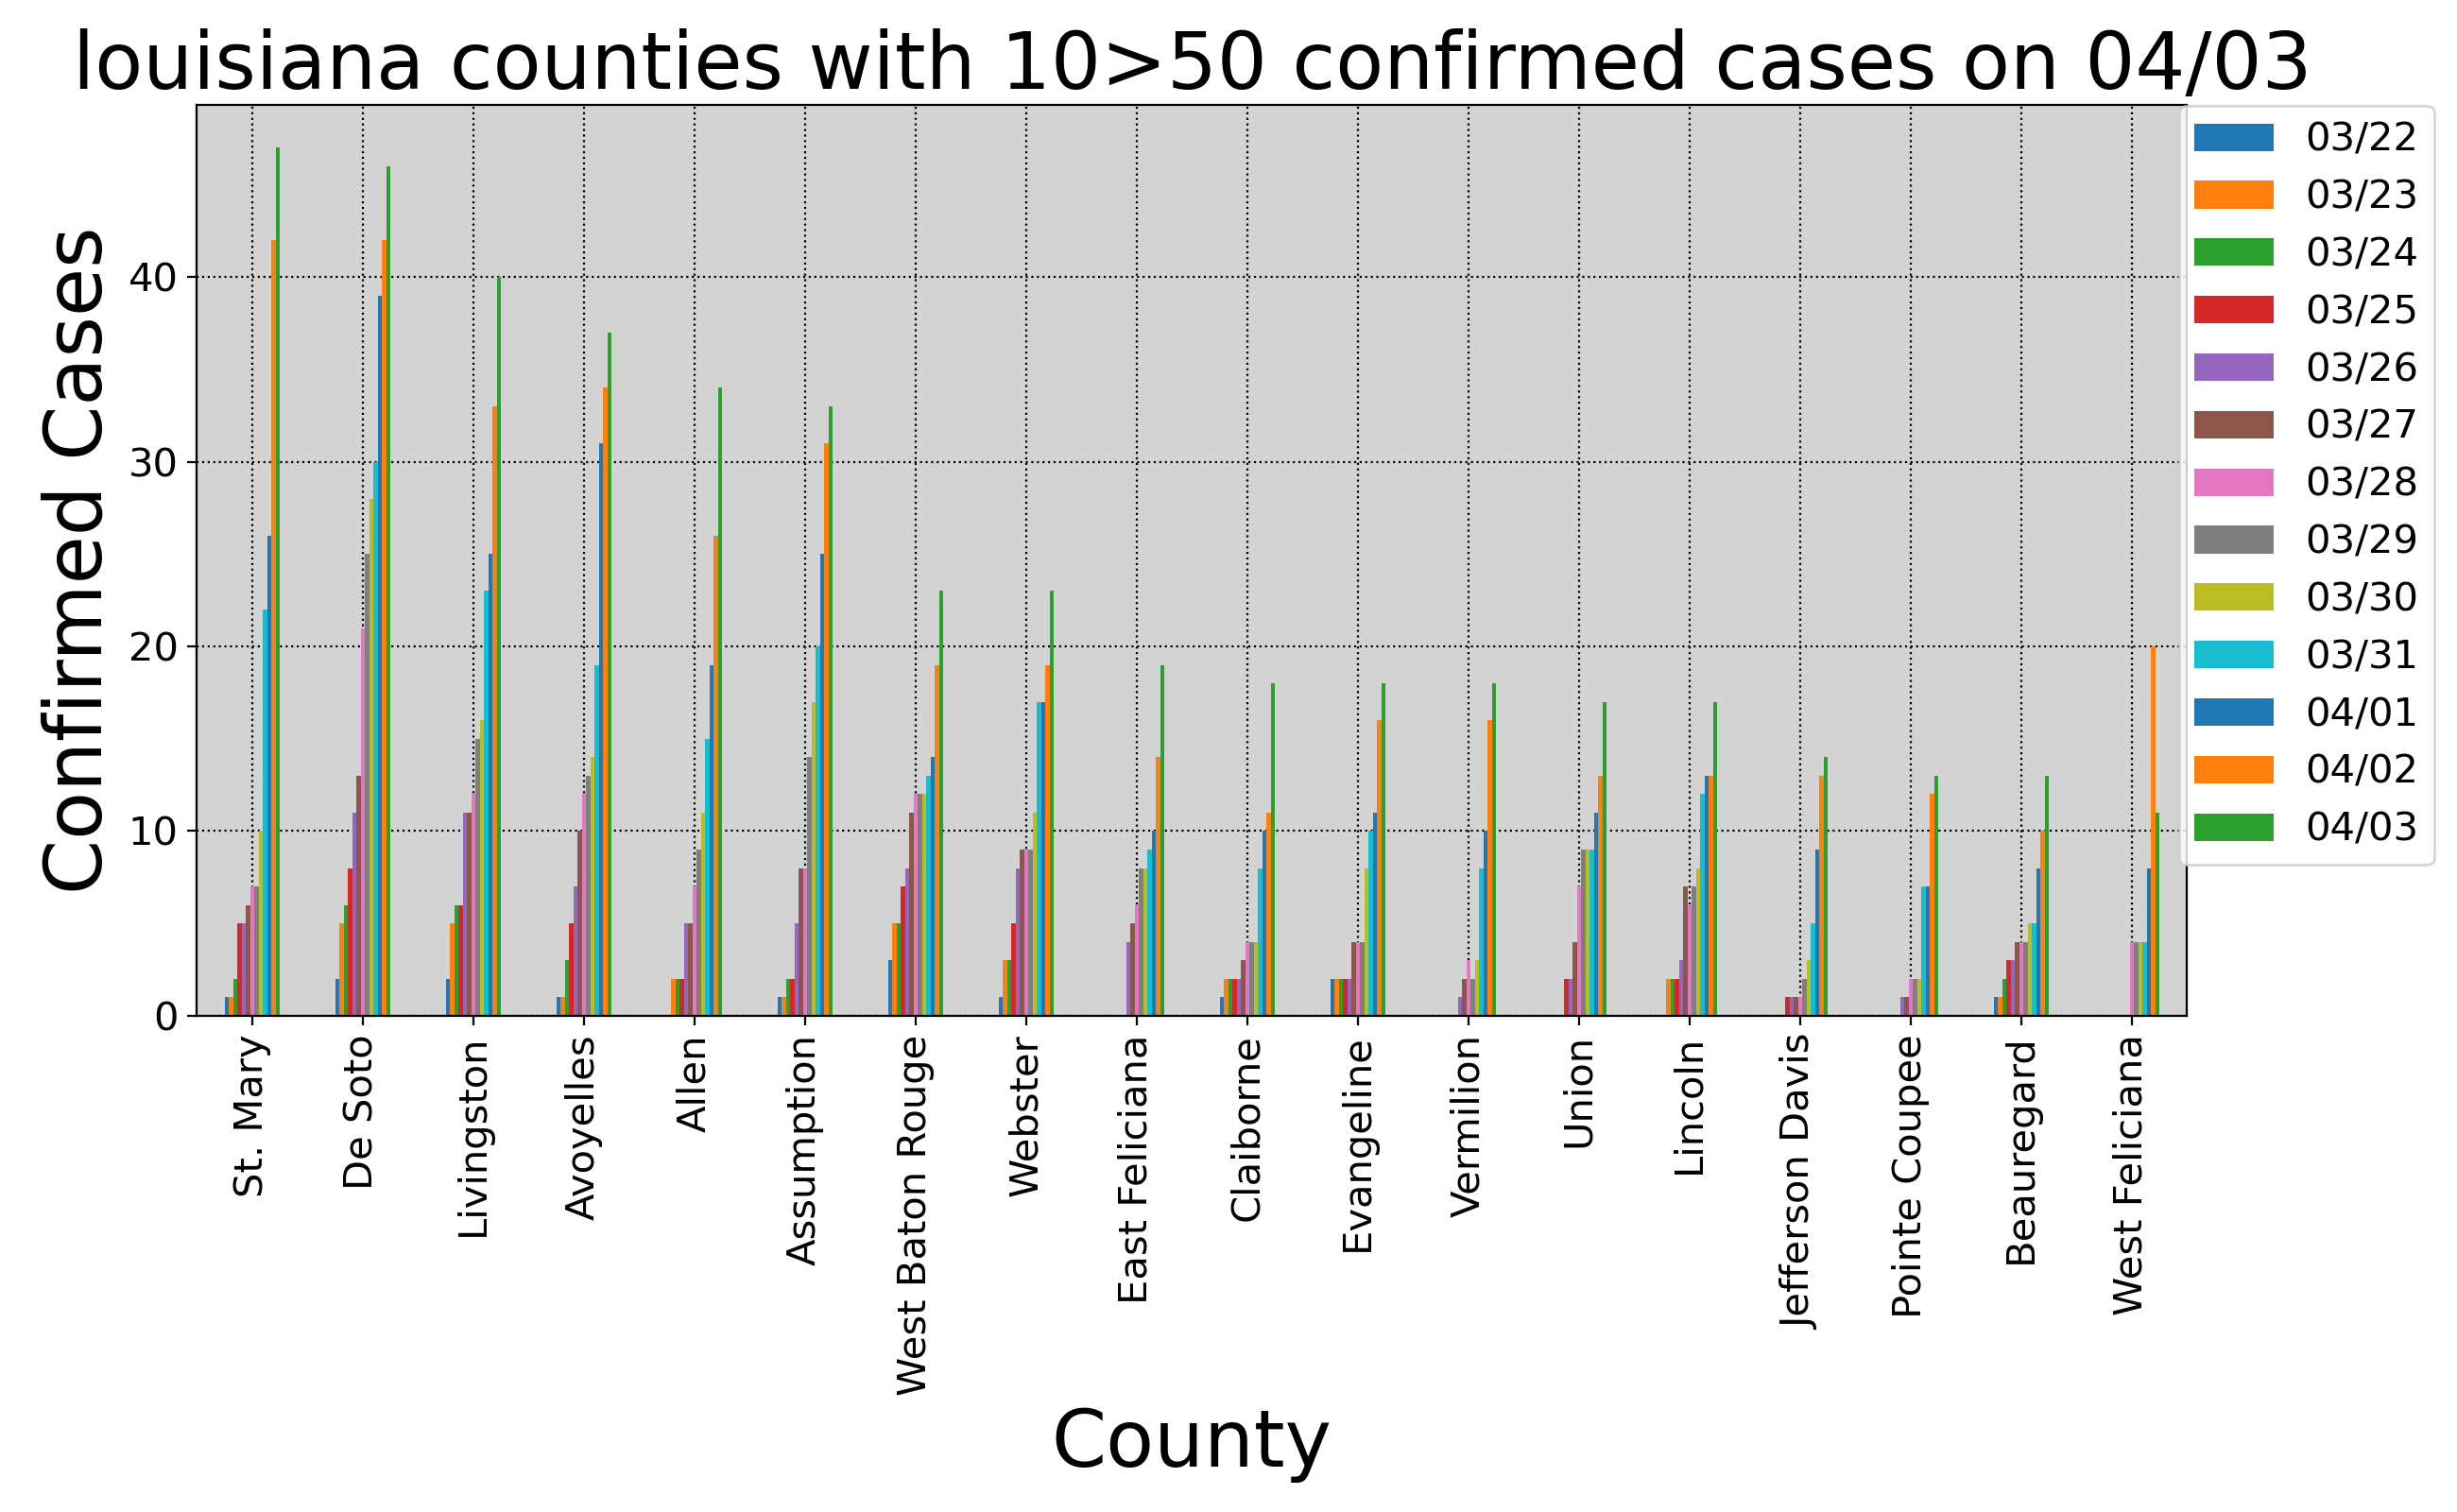 louisiana counties with 10>50 confirmed cases on 04/03
Confirmed Cases
40
30
20
10
0
03/22
03/23
03/24
03/25
03/26
03/27
03/28
03/29
03/30
03/31
04/01
04/02
04/03
St. Mary
De Soto
Livingston
Avoyelles
Allen
Assumption
West Baton Rouge
Webster
East Feliciana
Claiborne
Evangeline
Vermilion
Union
Lincoln
Jefferson Davis
Pointe Coupee
Beauregard
West Feliciana
County